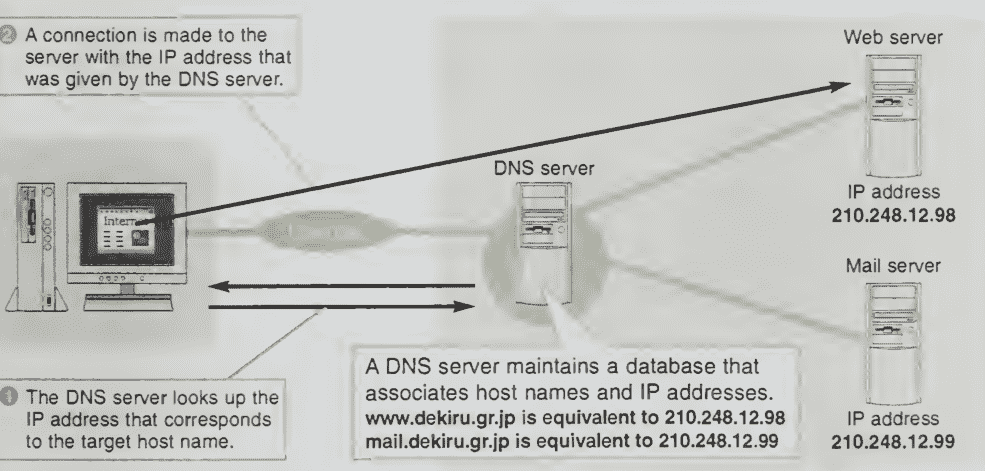 2 A connection is made to the
server with the IP address that
was given by the DNS server.
Web server
IP address
210.248.12.98
DNS server
Intern
Mail server
IP address
210.248.12.99
A DNS server maintains a database that
associates host names and IP addresses.
www.dekiru.gr.jp is equivalent to 210.248.12.98
mail.dekiru.gr.jp is equivalent to 210.248.12.99
1 The DNS server looks up the
IP address that corresponds
to the target host name.